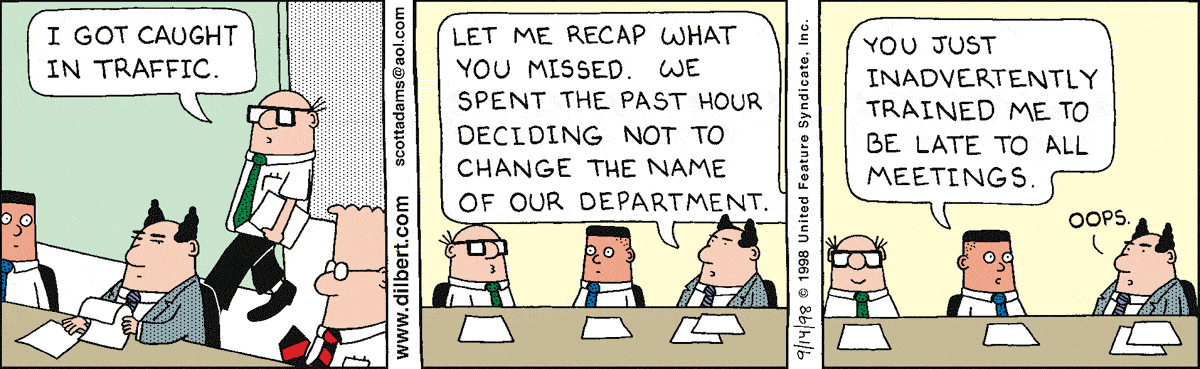 I GOT CAUGHT
IN TRAFFIC.
www.dilbert.com scottadams@aol.com
LET ME RECAP WHAT
YOU MISSED. WE
SPENT THE PAST HOUR
DECIDING NOT TO
CHANGE THE NAME
OF OUR DEPARTMENT.
9/14/98 © 1998 United Feature Syndicate, Inc.
YOU JUST
INADVERTENTLY
TRAINED ME TO
BE LATE TO ALL
MEETINGS.
OOPS.